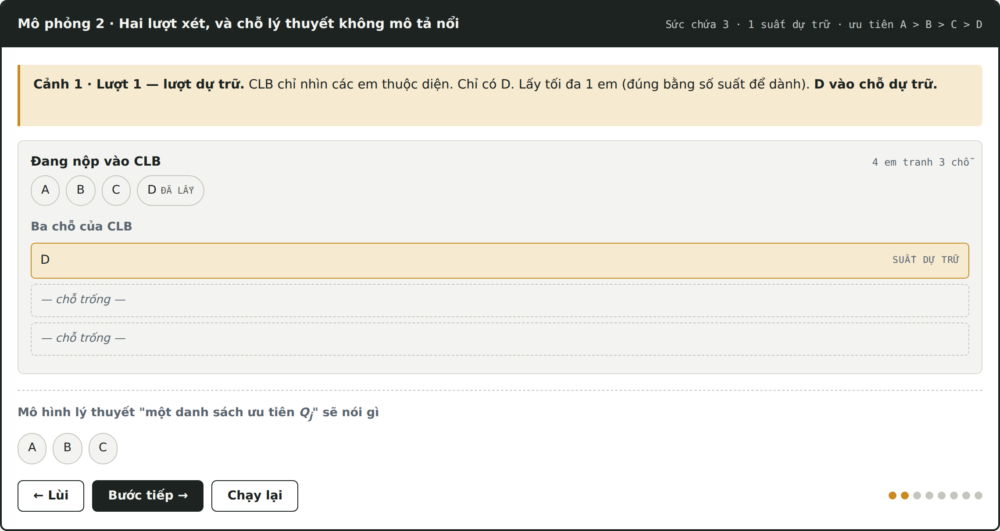 Mô phỏng 2 · Hai lượt xét, và chỗ lý thuyết không mô tả nổi
Sức chứa 3 · 1 suất dự trữ · ưu tiên A > B > C > D
Cảnh 1 · Lượt 1 — lượt dự trữ. CLB chỉ nhìn các em thuộc diện. Chỉ có D. Lấy tối đa 1 em (đúng bằng số suất để dành). D vào chỗ dự trữ.
Đang nộp vào CLB
4 em tranh 3 chỗ
A B C D ĐÃ LẤY
Ba chỗ của CLB
D SUẤT DỰ TRỮ
— chỗ trống —
— chỗ trống —
Mô hình lý thuyết "một danh sách ưu tiên Qj" sẽ nói gì
A B C
← Lùi Bước tiếp → Chạy lại